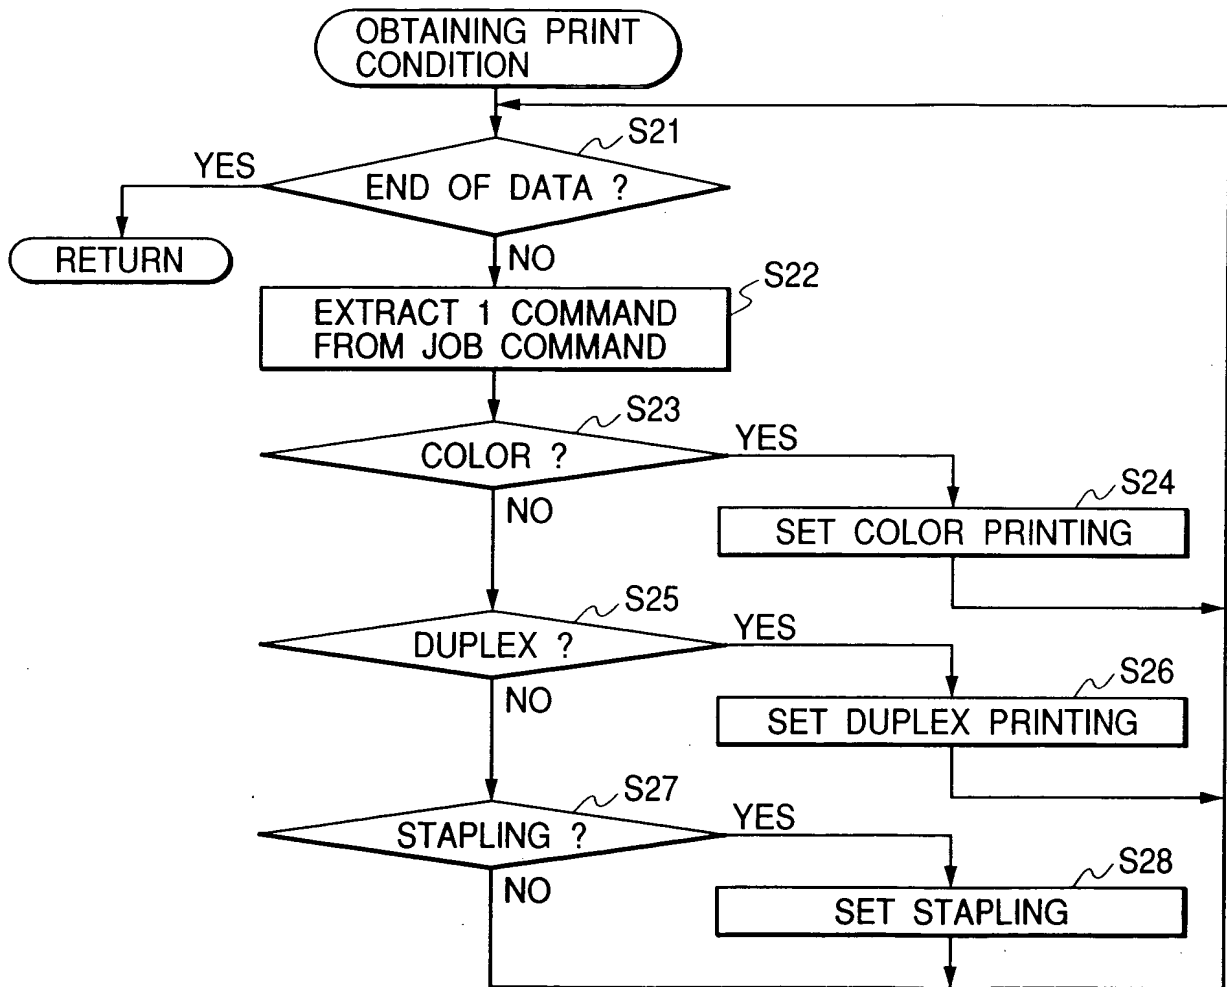 OBTAINING PRINT
CONDITION
S21
YES
END OF DATA ?
RETURN
NO
S22
EXTRACT 1 COMMAND
FROM JOB COMMAND
S23
COLOR ?
YES
NO
S24
SET COLOR PRINTING
S25
DUPLEX ?
YES
NO
S26
SET DUPLEX PRINTING
S27
STAPLING ?
YES
NO
S28
SET STAPLING